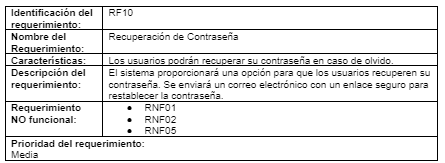 Identificación del requerimiento: RF10
Nombre del Requerimiento: Recuperación de Contraseña
Características: Los usuarios podrán recuperar su contraseña en caso de olvido.
Descripción del requerimiento: El sistema proporcionará una opción para que los usuarios recuperen su
contraseña. Se enviará un correo electrónico con un enlace seguro para
restablecer la contraseña.
Requerimiento NO funcional:
● RNF01
● RNF02
● RNF05
Prioridad del requerimiento:
Media